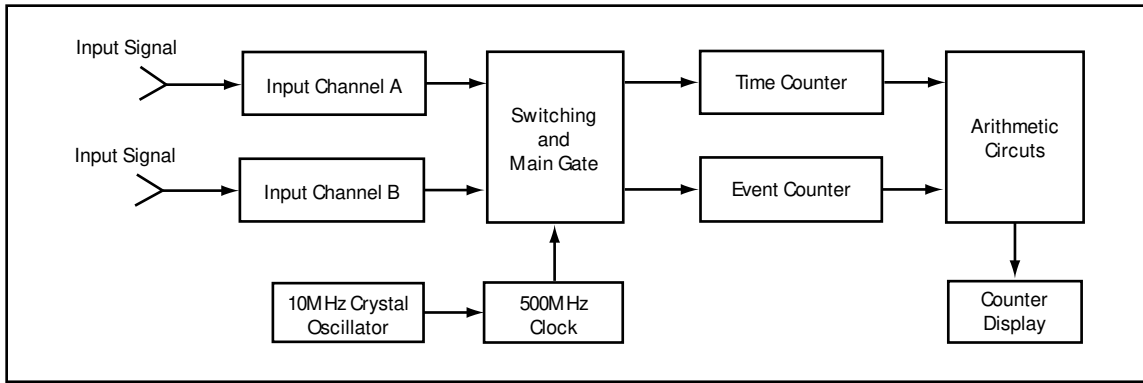 Input Signal
Input Channel A
Input Signal
Input Channel B
Switching
and
Main Gate
Time Counter
Event Counter
Arithmetic
Circuts
10MHz Crystal
Oscillator
500MHz
Clock
Counter
Display